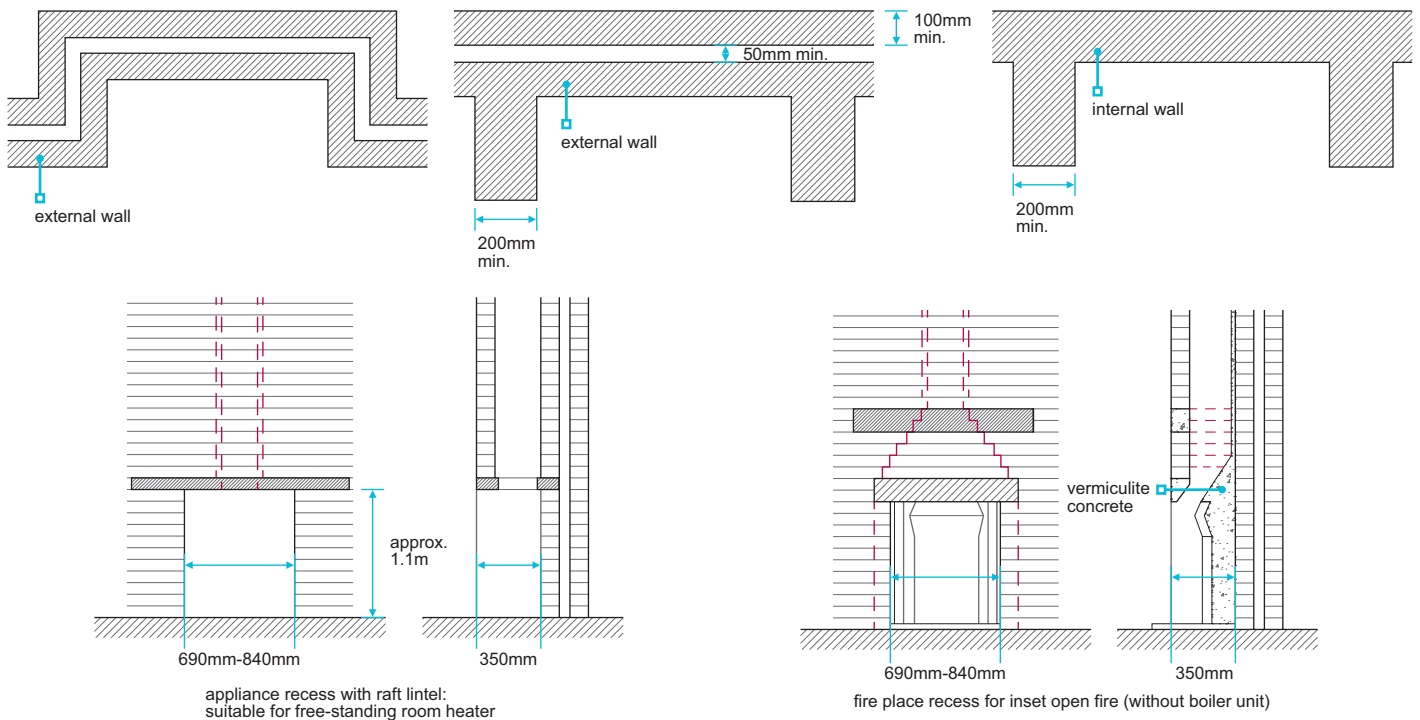 external wall
50mm min.
100mm
min.
external wall
200mm
min.
internal wall
200mm
min.
approx.
1.1m
690mm-840mm
350mm
appliance recess with raft lintel:
suitable for free-standing room heater
vermiculite
concrete
690mm-840mm
350mm
fire place recess for inset open fire (without boiler unit)